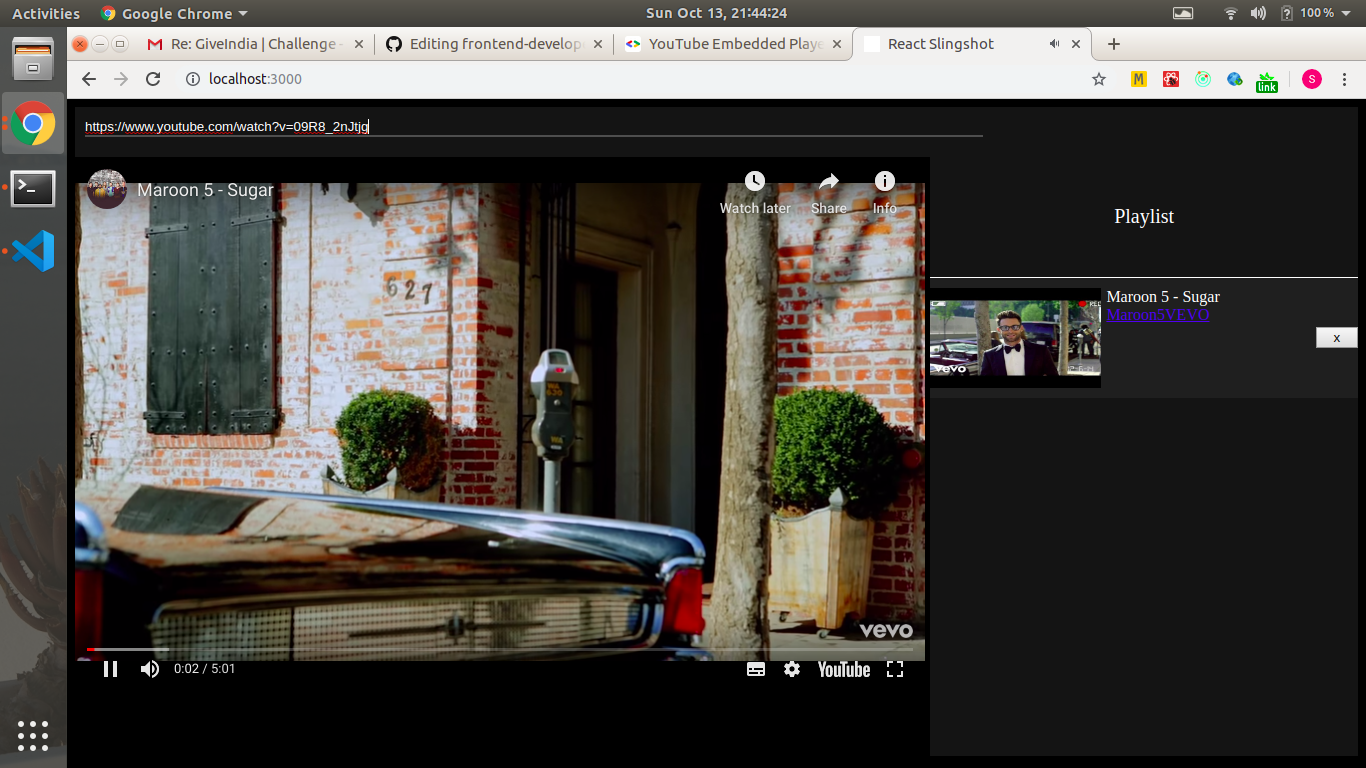 Activities
Google Chrome
Sun Oct 13, 21:44:24
100 %
Re: GiveIndia | Challenge -
Editing frontend-develop
YouTube Embedded Playe
React Slingshot
localhost:3000
M
link
S
https://www.youtube.com/watch?v=09R8_2nJtjg
Maroon 5 - Sugar
Watch later
Share
Info
627
vevo
0:02 / 5:01
YouTube
Playlist
Maroon 5 - Sugar
Maroon5VEVO
x
vevo